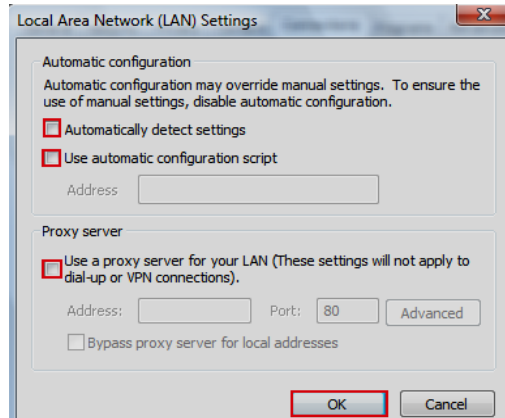 Local Area Network (LAN) Settings
Automatic configuration
Automatic configuration may override manual settings. To ensure the
use of manual settings, disable automatic configuration.
Automatically detect settings
Use automatic configuration script
Address
Proxy server
Use a proxy server for your LAN (These settings will not apply to
dial-up or VPN connections).
Address: Port: 80 Advanced
Bypass proxy server for local addresses
OK Cancel